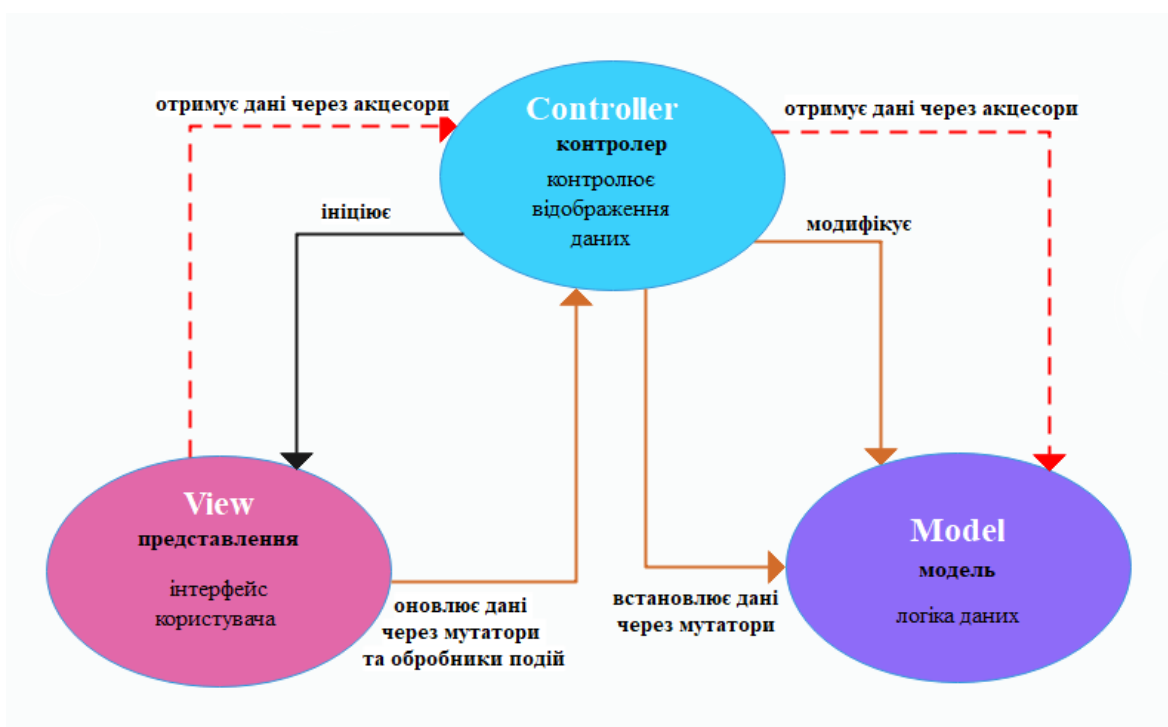 отримує дані через акцесори
Controller
контролер
контролює
відображення
даних
отримує дані через акцесори
ініціює
модифікує
View
представлення
інтерфейс
користувача
оновлює дані
через мутатори
та обробники подій
встановлює дані
через мутатори
Model
модель
логіка даних